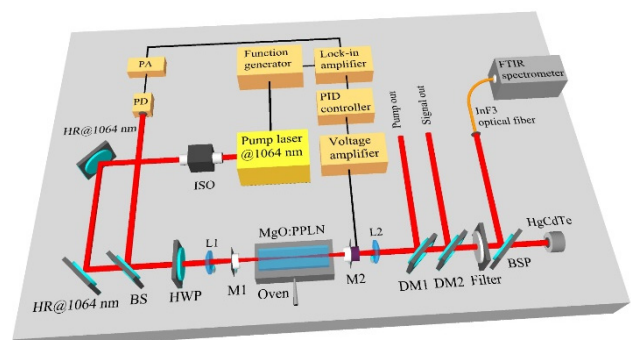 PA
Function
generator
Lock-in
amplifier
FTIR
spectrometer
PD
PID
controller
InF3
optical fiber
Pump out
Signal out
HR@1064 nm
ISO
Pump laser
@1064 nm
Voltage
amplifier
HgCdTe
MgO:PPLN
L1
L2
HR@1064 nm
BS
HWP
M1
Oven
M2
DM1
DM2
Filter
BSP